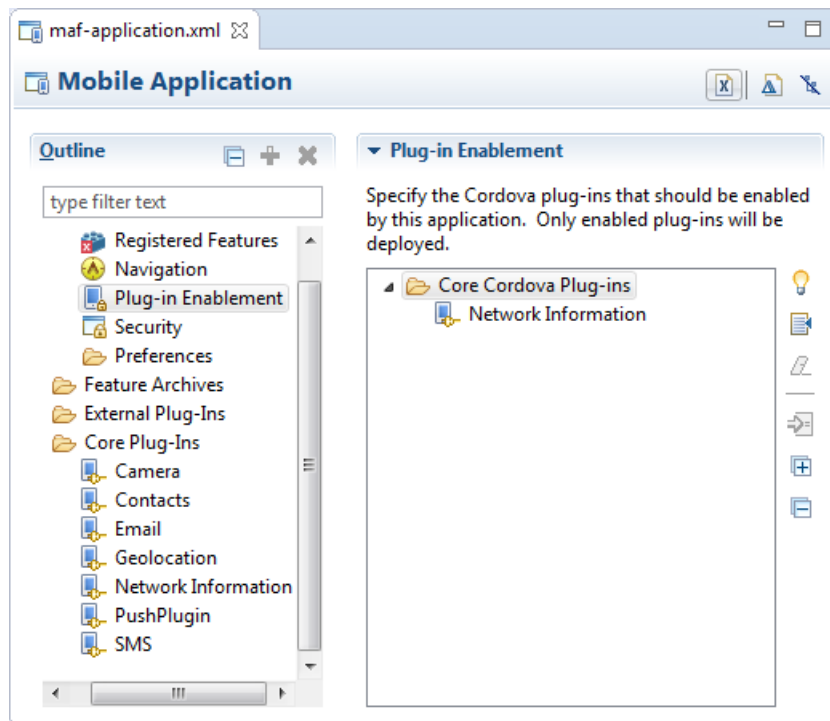 maf-application.xml
Mobile Application
Outline
type filter text
Registered Features
Navigation
Plug-in Enablement
Security
Preferences
Feature Archives
External Plug-Ins
Core Plug-Ins
Camera
Contacts
Email
Geolocation
Network Information
PushPlugin
SMS
Plug-in Enablement
Specify the Cordova plug-ins that should be enabled
by this application. Only enabled plug-ins will be
deployed.
Core Cordova Plug-ins
Network Information